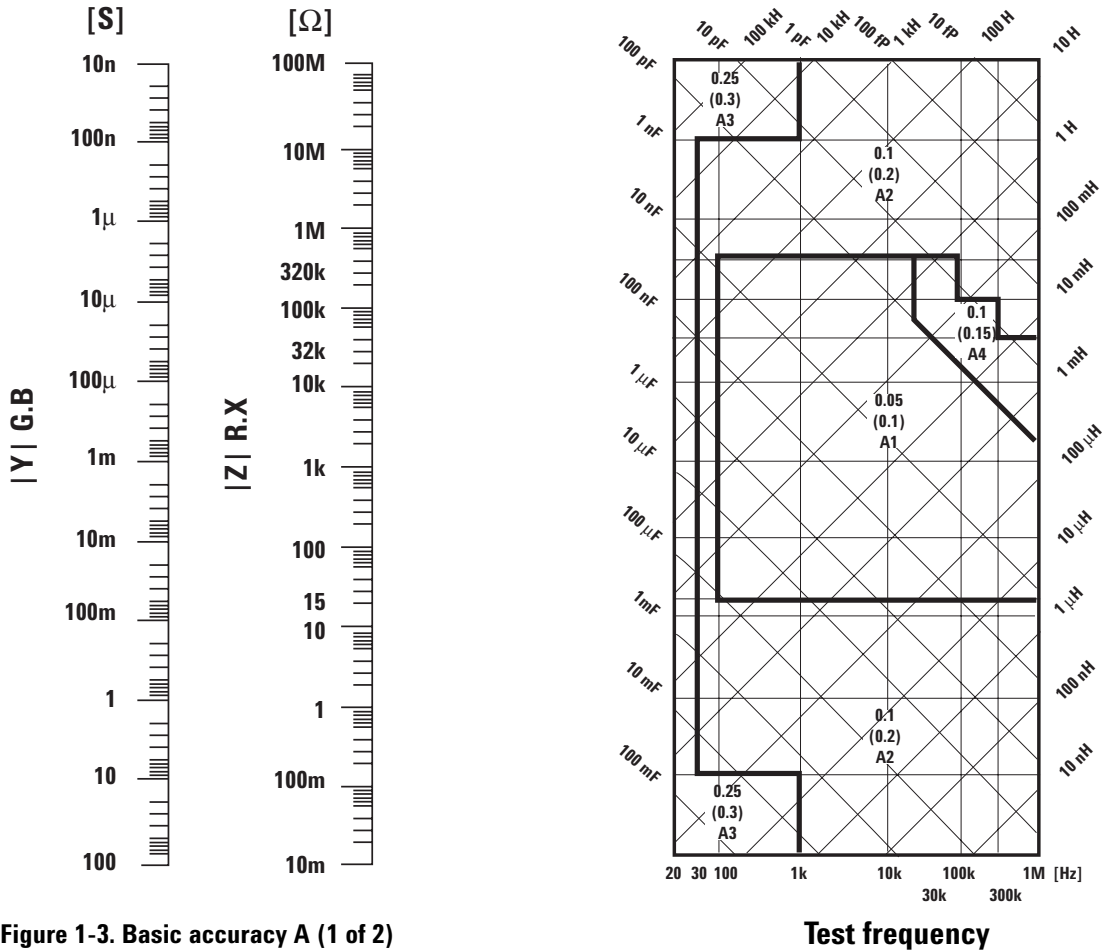 [S]
[Ω]
10n
100n
1µ
10µ
100µ
1m
10m
100m
1
10
100
|Y| G.B
100M
10M
1M
320k
100k
32k
10k
1k
100
15
10
1
100m
10m
|Z| R.X
100 pF
10 pF
100 kH
1 pF
10 kH
100 fP
1 kH
10 fP
100 H
10 H
1 nF
10 nF
100 nF
1 µF
10 µF
100 µF
1mF
10 mF
100 mF
1 H
100 mH
10 mH
1 mH
100 µH
10 µH
1 µH
100 nH
10 nH
0.25
(0.3)
A3
0.1
(0.2)
A2
0.1
(0.15)
A4
0.05
(0.1)
A1
0.1
(0.2)
A2
0.25
(0.3)
A3
20 30 100 1k 10k 100k 1M [Hz]
30k 300k
Test frequency
Figure 1-3. Basic accuracy A (1 of 2)